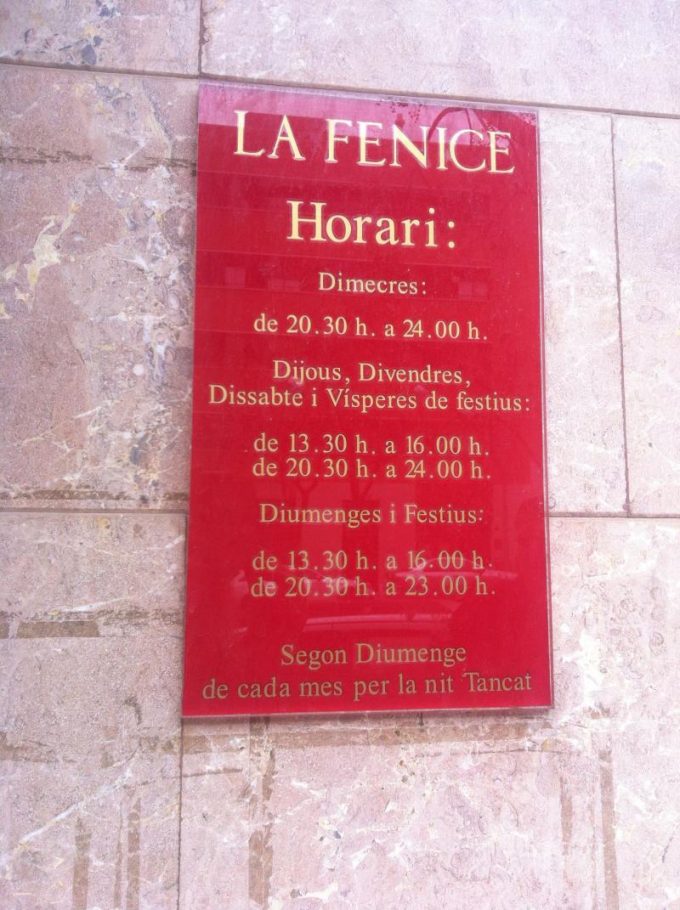 LA FENICE
Horari:
Dimecres:
de 20.30 h. a 24.00 h.
Dijous, Divendres,
Dissabte i Vísperes de festius:
de 13.30 h. a 16.00 h.
de 20.30 h. a 24.00 h.
Diumenges i Festius:
de 13.30 h. a 16.00 h.
de 20.30 h. a 23.00 h.
Segon Diumenge
de cada mes per la nit Tancat